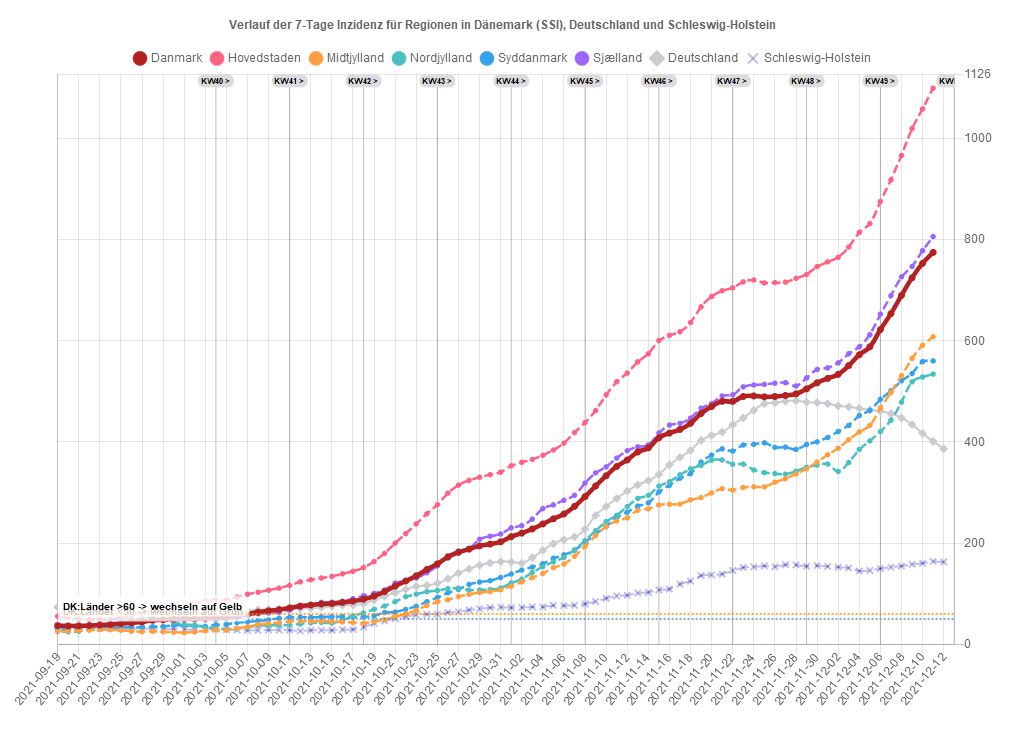 Verlauf der 7-Tage Inzidenz für Regionen in Dänemark (SSI), Deutschland und Schleswig-Holstein
Danmark Hovedstaden Midtjylland Nordjylland Syddanmark Sjælland Deutschland Schleswig-Holstein
KW40 > KW41 > KW42 > KW43 > KW44 > KW45 > KW46 > KW47 > KW48 > KW49 >
1126
1000
800
600
400
200
0
DK:Länder >60 -> wechseln auf Gelb
2021-09-19 2021-09-21 2021-09-23 2021-09-25 2021-09-27 2021-09-29 2021-10-01 2021-10-03 2021-10-05 2021-10-07 2021-10-09 2021-10-11 2021-10-13 2021-10-15 2021-10-17 2021-10-19 2021-10-21 2021-10-23 2021-10-25 2021-10-27 2021-10-29 2021-10-31 2021-11-02 2021-11-04 2021-11-06 2021-11-08 2021-11-10 2021-11-12 2021-11-14 2021-11-16 2021-11-18 2021-11-20 2021-11-22 2021-11-24 2021-11-26 2021-11-28 2021-11-30 2021-12-02 2021-12-04 2021-12-06 2021-12-08 2021-12-10 2021-12-12